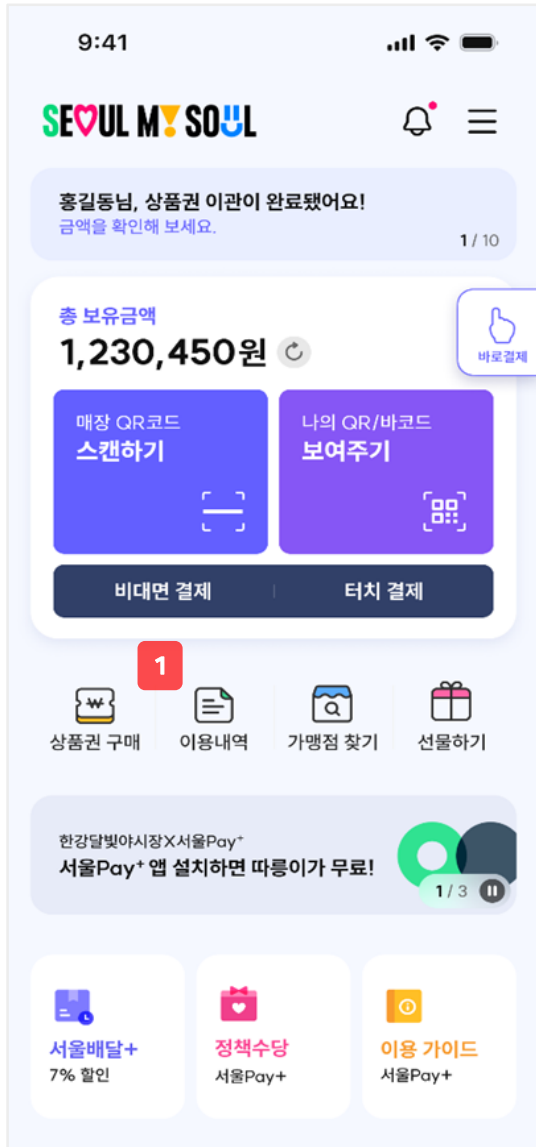 9:41
SEOUL MY SOUL
홍길동님, 상품권 이관이 완료됐어요!
금액을 확인해 보세요.
1 / 10
총 보유금액
1,230,450원
바로결제
매장 QR코드
스캔하기
나의 QR/바코드
보여주기
비대면 결제
터치 결제
1
상품권 구매
이용내역
가맹점 찾기
선물하기
한강달빛야시장X서울Pay+
서울Pay+ 앱 설치하면 따릉이가 무료!
1 / 3
서울배달+
7% 할인
정책수당
서울Pay+
이용 가이드
서울Pay+